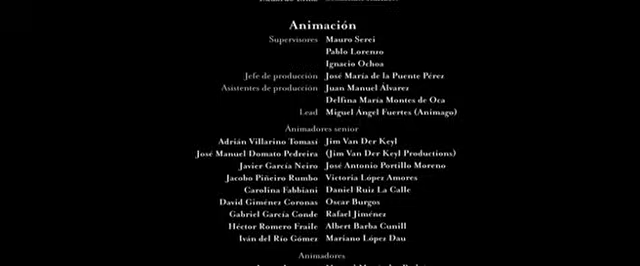 Animación
Supervisores Mauro Serei
Pablo Lorenzo
Ignacio Ochoa
Jefe de producción José María de la Puente Pérez
Asistentes de producción Juan Manuel Álvarez
Delfina María Montes de Oca
Lead Miguel Ángel Fuertes (Animago)
Animadores senior
Adrián Villarino Tomasí Jim Van Der Keyl
José Manuel Domato Pedreira (Jim Van Der Keyl Productions)
Javier García Neiro José Antonio Portillo Moreno
Jacobo Piñeiro Rumbo Victoria López Amores
Carolina Fabbiani Daniel Ruiz La Calle
David Giménez Coronas Oscar Burgos
Gabriel García Conde Rafael Jiménez
Héctor Romero Fraile Albert Barba Cunill
Iván del Río Gómez Mariano López Dau
Animadores